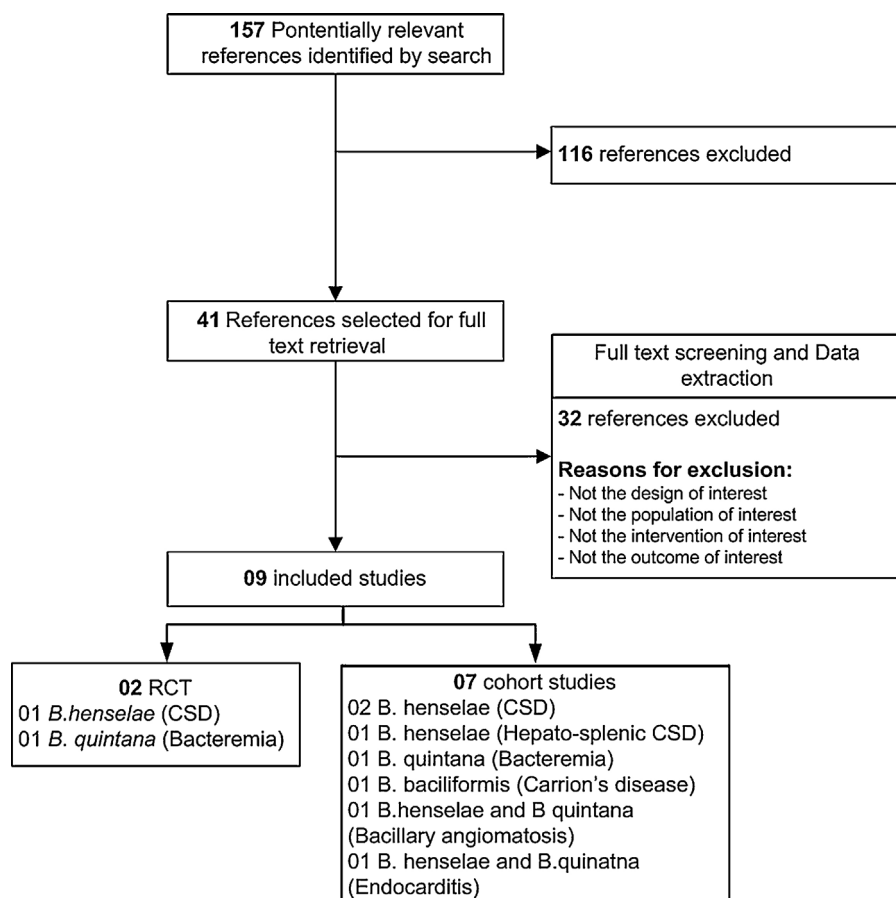 157 Pontentially relevant
references identified by search
116 references excluded
41 References selected for full
text retrieval
Full text screening and Data
extraction
32 references excluded
Reasons for exclusion:
- Not the design of interest
- Not the population of interest
- Not the intervention of interest
- Not the outcome of interest
09 included studies
02 RCT
01 B.henselae (CSD)
01 B. quintana (Bacteremia)
07 cohort studies
02 B. henselae (CSD)
01 B. henselae (Hepato-splenic CSD)
01 B. quintana (Bacteremia)
01 B. baciliformis (Carrion's disease)
01 B.henselae and B quintana
(Bacillary angiomatosis)
01 B. henselae and B.quinatna
(Endocarditis)